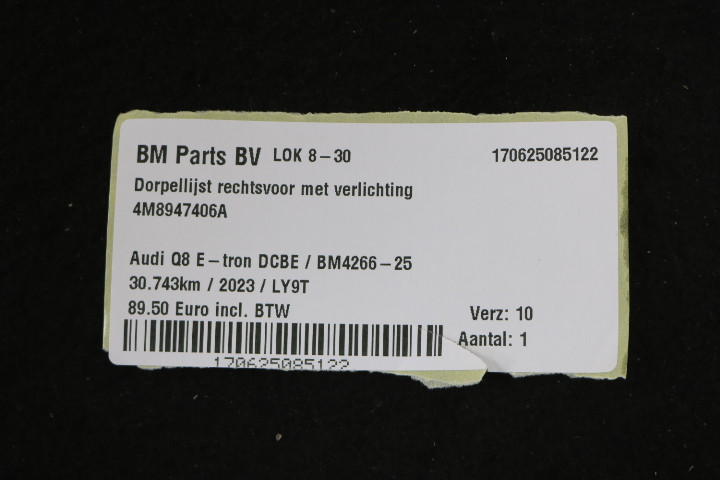 BM Parts BV LOK 8-30 170625085122
Dorpellijst rechtsvoor met verlichting
4M8947406A
Audi Q8 E-tron DCBE / BM4266-25
30.743km / 2023 / LY9T
89.50 Euro incl. BTW Verz: 10
Aantal: 1
170625085122